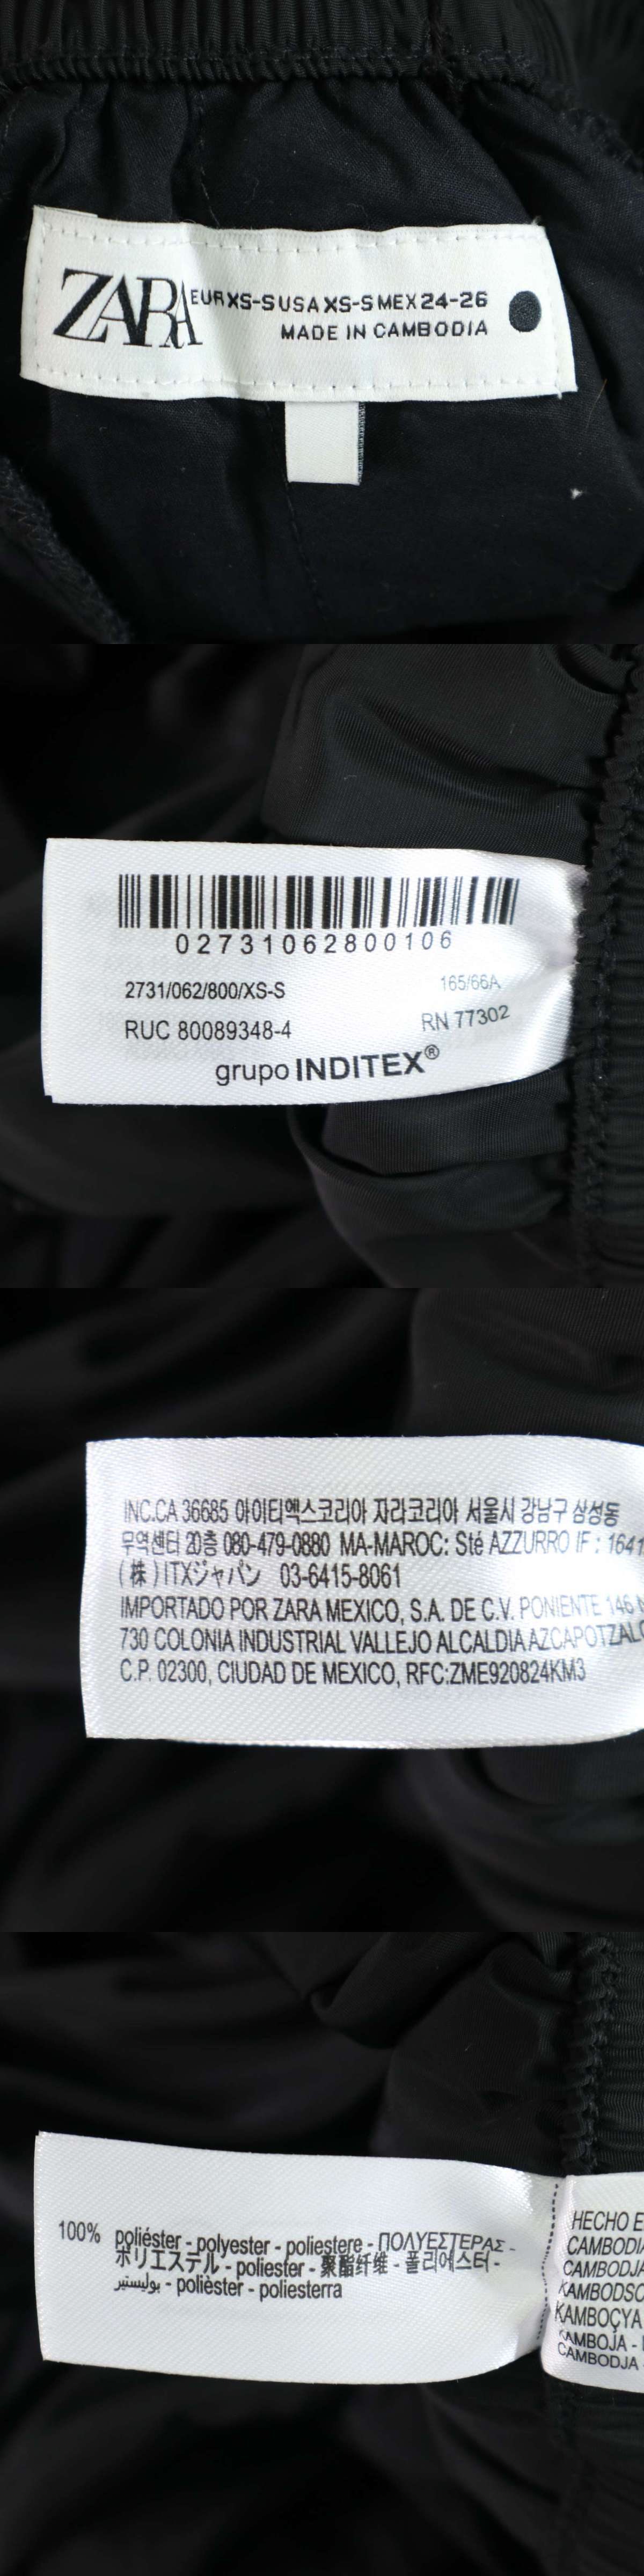 ZARA
EUR XS-S USA XS-S MEX 24-26
MADE IN CAMBODIA
02731062800106
2731/062/800/XS-S
165/66A
RUC 80089348-4
RN 77302
grupo INDITEX®
INC.CA 36685 아이티엑스코리아 자라코리아 서울시 강남구 삼성동
무역센타 20층 080-479-0880 MA-MAROC: Sté AZZURRO IF : 1641
(株)ITXジャパン 03-6415-8061
IMPORTADO POR ZARA MEXICO, S.A. DE C.V. PONIENTE 146
730 COLONIA INDUSTRIAL VALLEJO ALCALDIA AZCAPOTZALC
C.P. 02300, CIUDAD DE MEXICO, RFC:ZME920824KM3
100% poliéster - polyester - poliestere - ΠΟΛΥΕΣΤΕΡΑΣ -
ポリエステル - poliester - 聚酯纤维 - 폴리에스터 -
بوليستير - polièster - poliesterra
HECHO E
CAMBODIA
CAMBODJA
KAMBODSC
KAMBOÇYA
KAMBOJA -
CAMBODJA